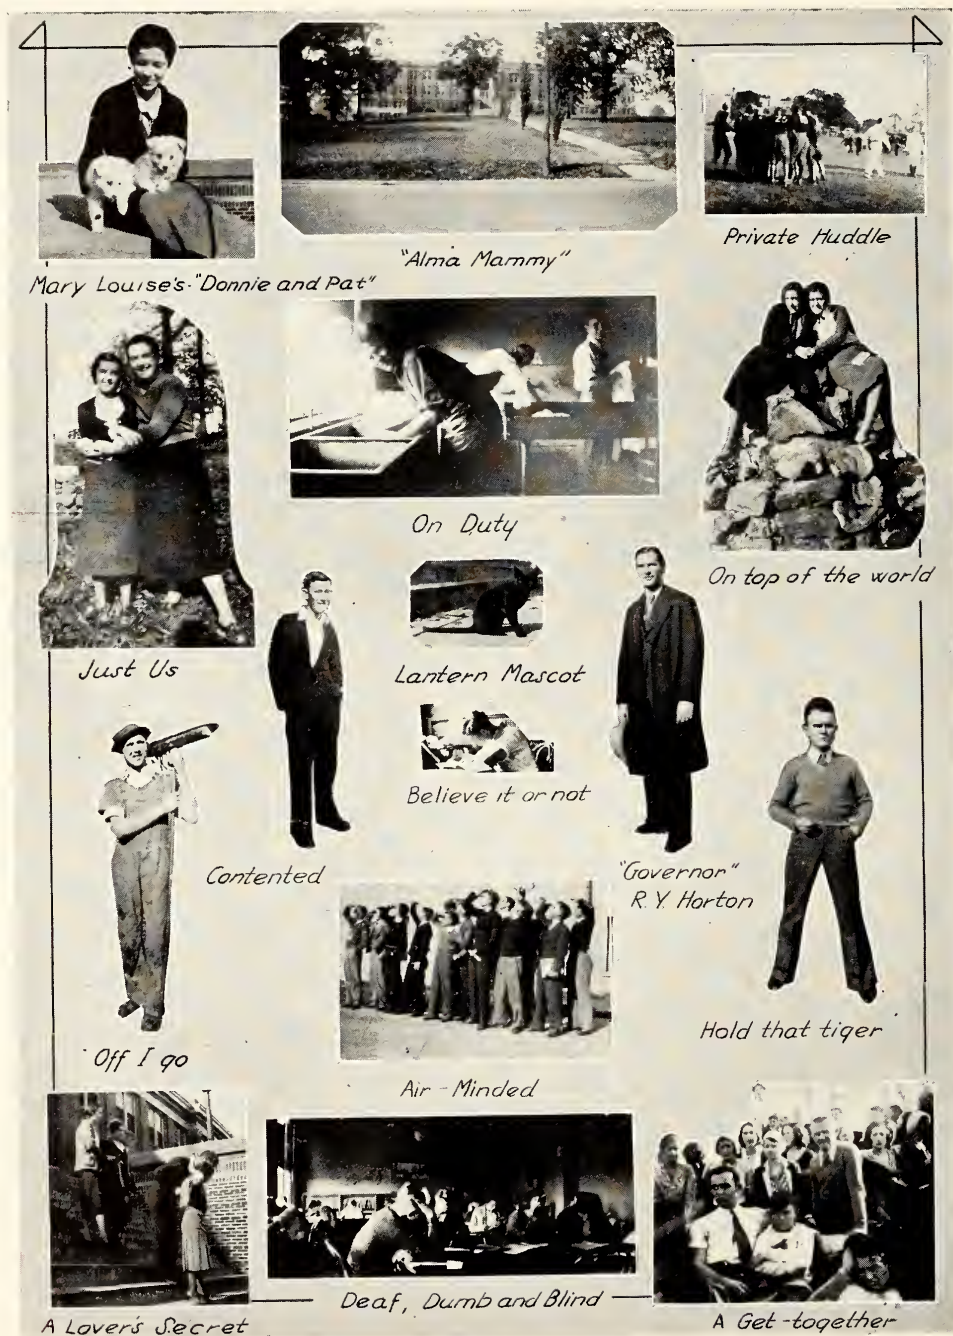 "Alma Mammy"
Private Huddle
Mary Louise's-"Donnie and Pat"
On Duty
On top of the world
Just Us
Lantern Mascot
Believe it or not
Contented
"Governor"
R. Y. Horton
Hold that tiger
Off I go
Air-Minded
Deaf, Dumb and Blind
A Lover's Secret
A Get-together